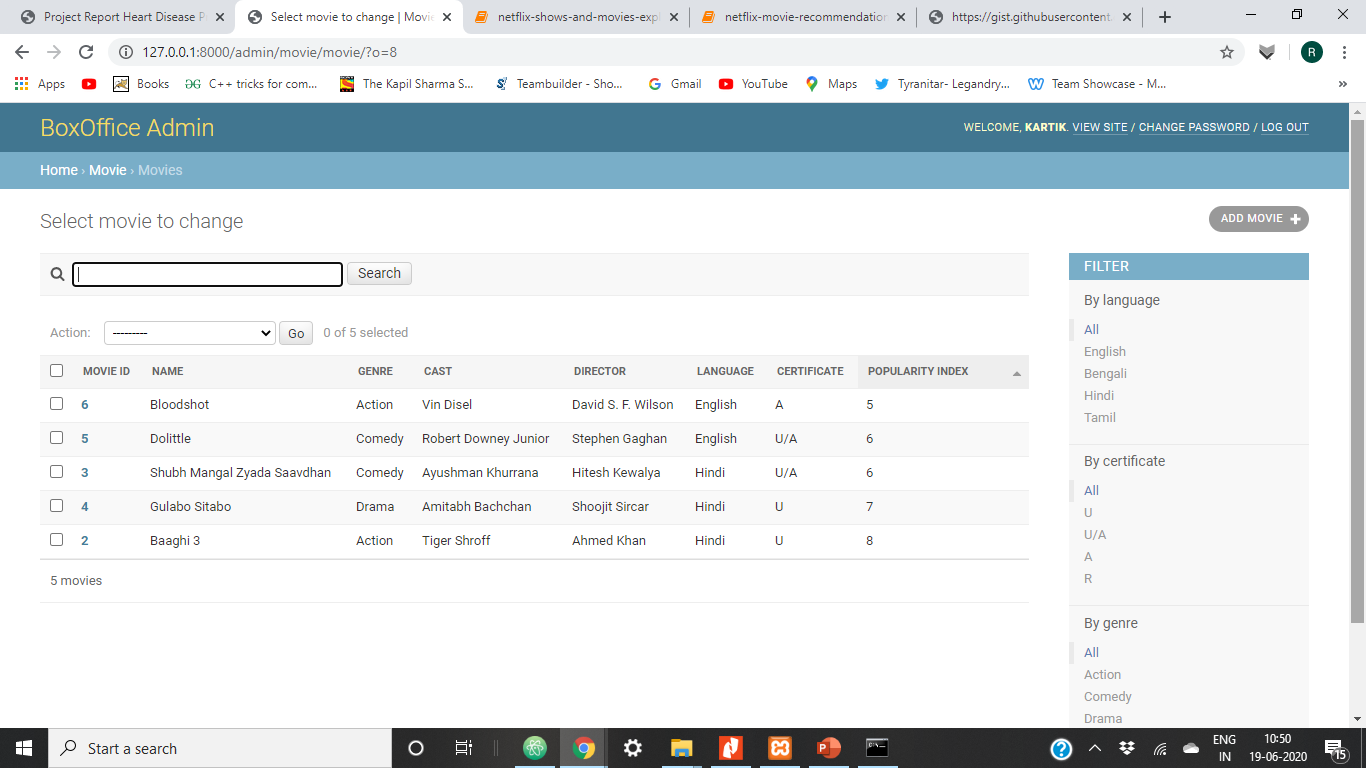 Project Report Heart Disease P
Select movie to change | Movie
netflix-shows-and-movies-expl
netflix-movie-recommendation
https://gist.githubusercontent.
127.0.0.1:8000/admin/movie/movie/?o=8
R
Apps
Books
C++ tricks for com...
The Kapil Sharma S...
Teambuilder - Sho...
Gmail
YouTube
Maps
Tyranitar- Legandry...
Team Showcase - M...
»
BoxOffice Admin
WELCOME, KARTIK. VIEW SITE / CHANGE PASSWORD / LOG OUT
Home › Movie › Movies
Select movie to change
ADD MOVIE +
Search
Action: --------- Go 0 of 5 selected
MOVIE ID NAME GENRE CAST DIRECTOR LANGUAGE CERTIFICATE POPULARITY INDEX
6 Bloodshot Action Vin Disel David S. F. Wilson English A 5
5 Dolittle Comedy Robert Downey Junior Stephen Gaghan English U/A 6
3 Shubh Mangal Zyada Saavdhan Comedy Ayushman Khurrana Hitesh Kewalya Hindi U/A 6
4 Gulabo Sitabo Drama Amitabh Bachchan Shoojit Sircar Hindi U 7
2 Baaghi 3 Action Tiger Shroff Ahmed Khan Hindi U 8
5 movies
FILTER
By language
All
English
Bengali
Hindi
Tamil
By certificate
All
U
U/A
A
R
By genre
All
Action
Comedy
Drama
Start a search
ENG
IN
10:50
19-06-2020
15